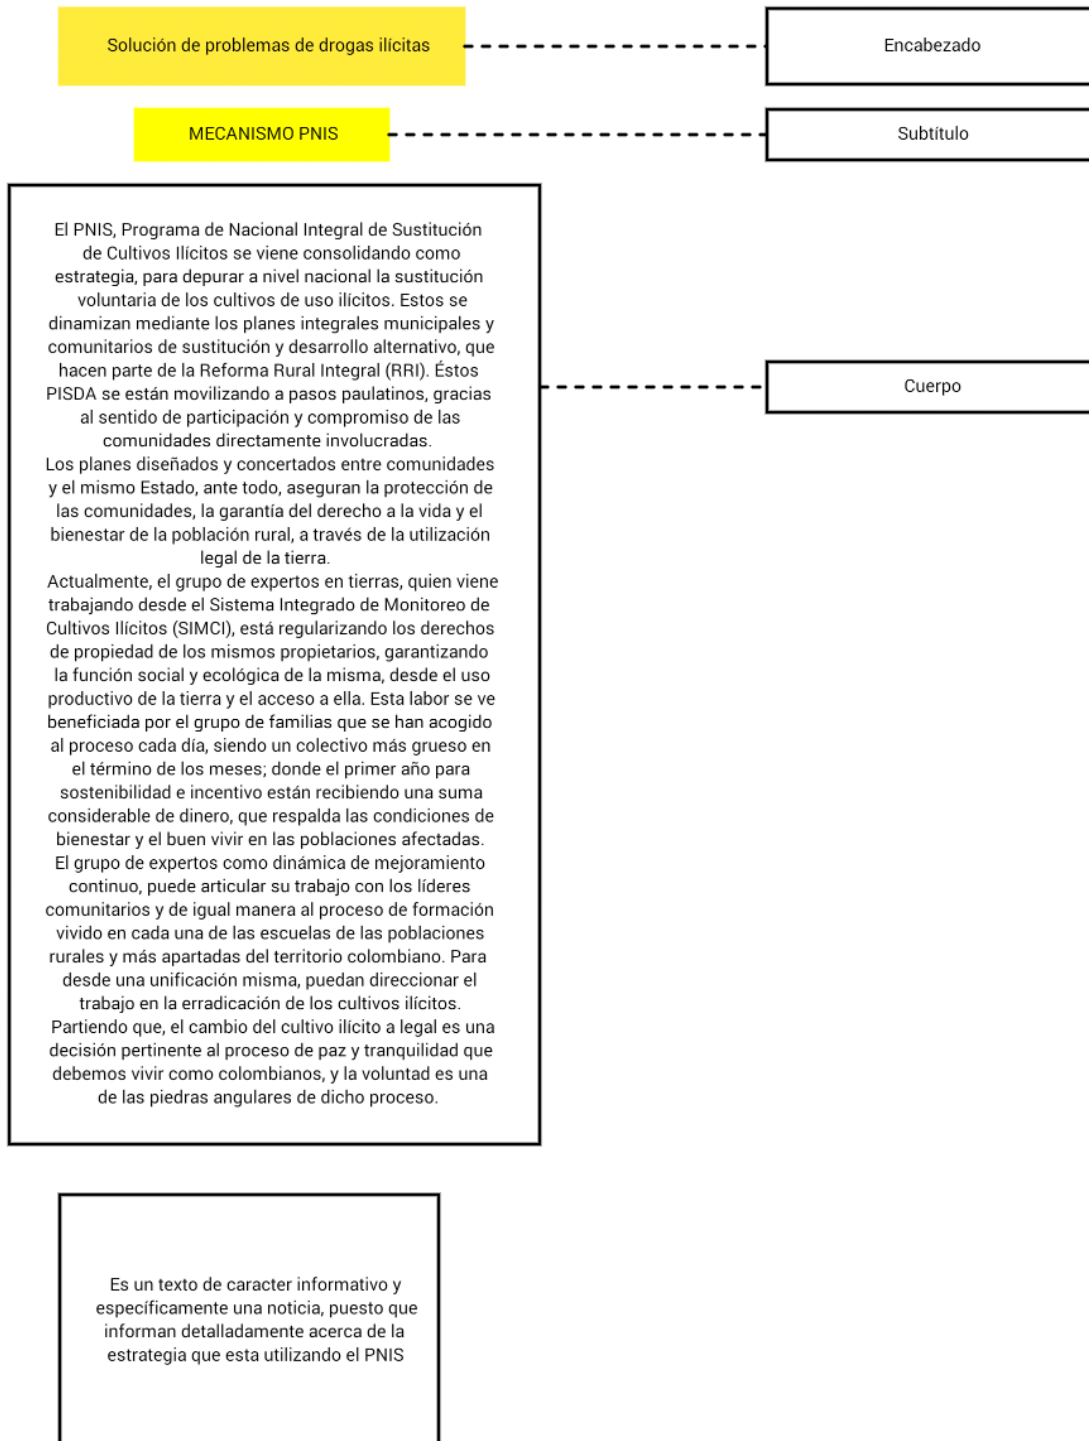 Solución de problemas de drogas ilícitas
Encabezado
MECANISMO PNIS
Subtítulo
El PNIS, Programa de Nacional Integral de Sustitución
de Cultivos Ilícitos se viene consolidando como
estrategia, para depurar a nivel nacional la sustitución
voluntaria de los cultivos de uso ilícitos. Estos se
dinamizan mediante los planes integrales municipales y
comunitarios de sustitución y desarrollo alternativo, que
hacen parte de la Reforma Rural Integral (RRI). Éstos
PISDA se están movilizando a pasos paulatinos, gracias
al sentido de participación y compromiso de las
comunidades directamente involucradas.
Los planes diseñados y concertados entre comunidades
y el mismo Estado, ante todo, aseguran la protección de
las comunidades, la garantía del derecho a la vida y el
bienestar de la población rural, a través de la utilización
legal de la tierra.
Actualmente, el grupo de expertos en tierras, quien viene
trabajando desde el Sistema Integrado de Monitoreo de
Cultivos Ilícitos (SIMCI), está regularizando los derechos
de propiedad de los mismos propietarios, garantizando
la función social y ecológica de la misma, desde el uso
productivo de la tierra y el acceso a ella. Esta labor se ve
beneficiada por el grupo de familias que se han acogido
al proceso cada día, siendo un colectivo más grueso en
el término de los meses; donde el primer año para
sostenibilidad e incentivo están recibiendo una suma
considerable de dinero, que respalda las condiciones de
bienestar y el buen vivir en las poblaciones afectadas.
El grupo de expertos como dinámica de mejoramiento
continuo, puede articular su trabajo con los líderes
comunitarios y de igual manera al proceso de formación
vivido en cada una de las escuelas de las poblaciones
rurales y más apartadas del territorio colombiano. Para
desde una unificación misma, puedan direccionar el
trabajo en la erradicación de los cultivos ilícitos.
Partiendo que, el cambio del cultivo ilícito a legal es una
decisión pertinente al proceso de paz y tranquilidad que
debemos vivir como colombianos, y la voluntad es una
de las piedras angulares de dicho proceso.
Cuerpo
Es un texto de caracter informativo y
específicamente una noticia, puesto que
informan detalladamente acerca de la
estrategia que esta utilizando el PNIS